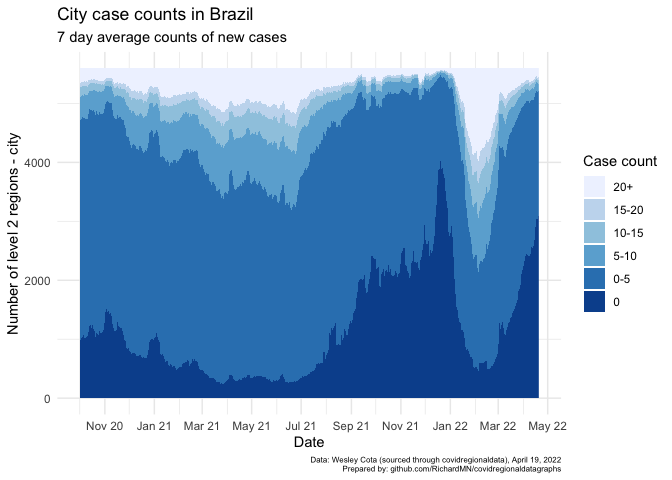 City case counts in Brazil
7 day average counts of new cases
Number of level 2 regions - city
4000
2000
0
Nov 20
Jan 21
Mar 21
May 21
Jul 21
Sep 21
Nov 21
Jan 22
Mar 22
May 22
Date
Case count
20+
15-20
10-15
5-10
0-5
0
Data: Wesley Cota (sourced through covidregionaldata), April 19, 2022
Prepared by: github.com/RichardMN/covidregionaldatagraphs